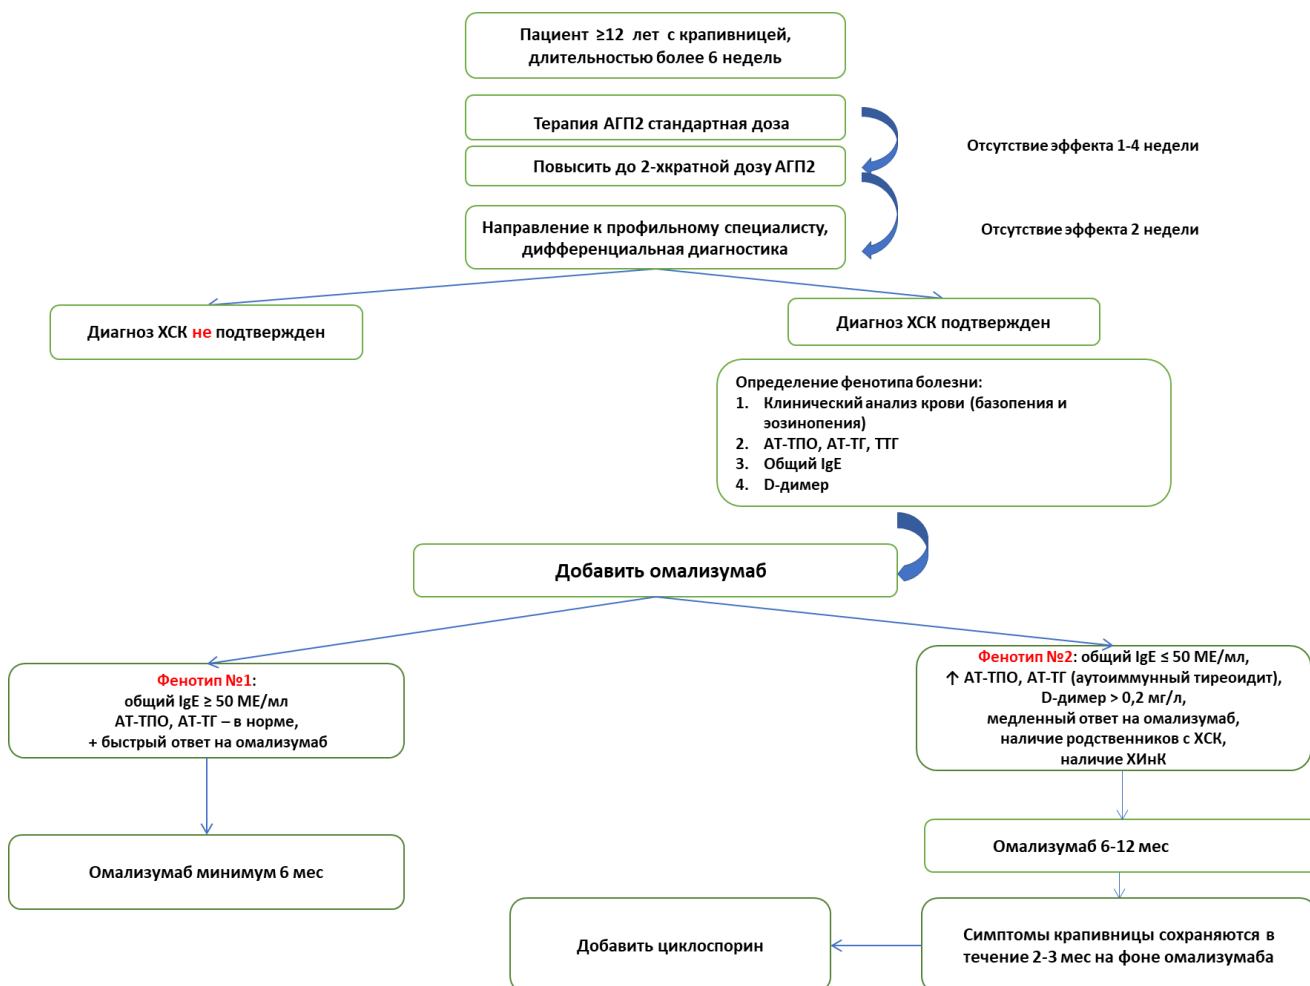 Пациент ≥12 лет с крапивницей,
длительностью более 6 недель
Терапия АГП2 стандартная доза
Отсутствие эффекта 1-4 недели
Повысить до 2-хкратной дозу АГП2
Направление к профильному специалисту,
дифференциальная диагностика
Отсутствие эффекта 2 недели
Диагноз ХСК не подтвержден
Диагноз ХСК подтвержден
Определение фенотипа болезни:
1. Клинический анализ крови (базопения и
эозинопения)
2. АТ-ТПО, АТ-ТГ, ТТГ
3. Общий IgE
4. D-димер
Добавить омализумаб
Фенотип №1:
общий IgE ≥ 50 МЕ/мл
АТ-ТПО, АТ-ТГ – в норме,
+ быстрый ответ на омализумаб
Фенотип №2: общий IgE ≤ 50 МЕ/мл,
↑ АТ-ТПО, АТ-ТГ (аутоиммунный тиреоидит),
D-димер > 0,2 мг/л,
медленный ответ на омализумаб,
наличие родственников с ХСК,
наличие ХИнК
Омализумаб минимум 6 мес
Омализумаб 6-12 мес
Добавить циклоспорин
Симптомы крапивницы сохраняются в
течение 2-3 мес на фоне омализумаба